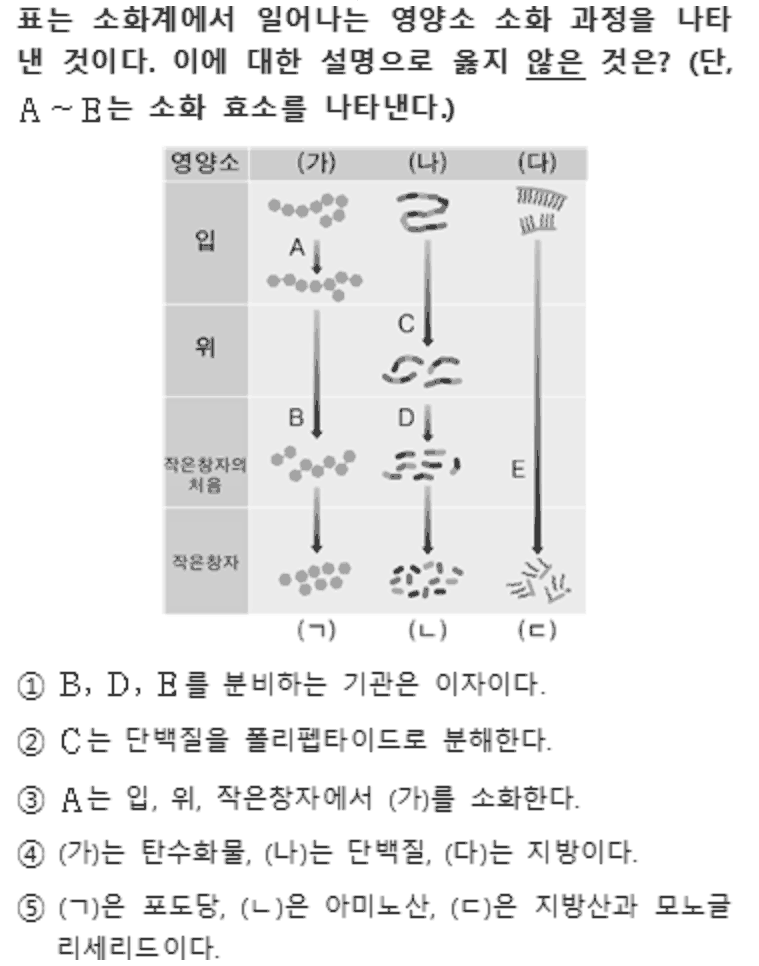 표는 소화계에서 일어나는 영양소 소화 과정을 나타
낸 것이다. 이에 대한 설명으로 옳지 않은 것은? (단,
A ~ E는 소화 효소를 나타낸다.)
영양소 (가) (나) (다)
입
A
위
C
B D
작은창자의
처음
E
작은창자
(ㄱ) (ㄴ) (ㄷ)
① B, D, E를 분비하는 기관은 이자이다.
② C는 단백질을 폴리펩타이드로 분해한다.
③ A는 입, 위, 작은창자에서 (가)를 소화한다.
④ (가)는 탄수화물, (나)는 단백질, (다)는 지방이다.
⑤ (ㄱ)은 포도당, (ㄴ)은 아미노산, (ㄷ)은 지방산과 모노글
리세리드이다.